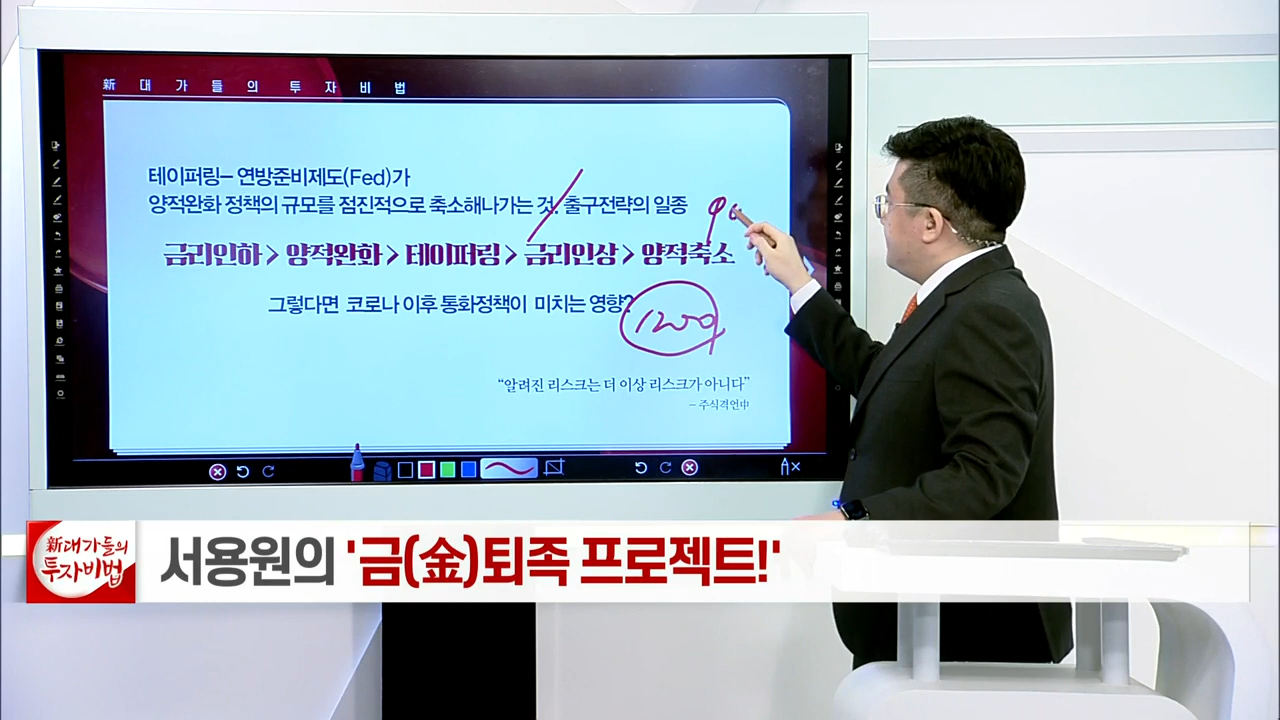 新 대 가 들 의 투 자 비 법
테이퍼링- 연방준비제도(Fed)가
양적완화 정책의 규모를 점진적으로 축소해나가는 것. 출구전략의 일종
금리인하 > 양적완화 > 테이퍼링 > 금리인상 > 양적축소
그렇다면 코로나 이후 통화정책이 미치는 영향?
1200
“알려진 리스크는 더 이상 리스크가 아니다”
- 주식격언中
A×
新대가들의
투자비법
서용원의 '금(金)퇴족 프로젝트!'